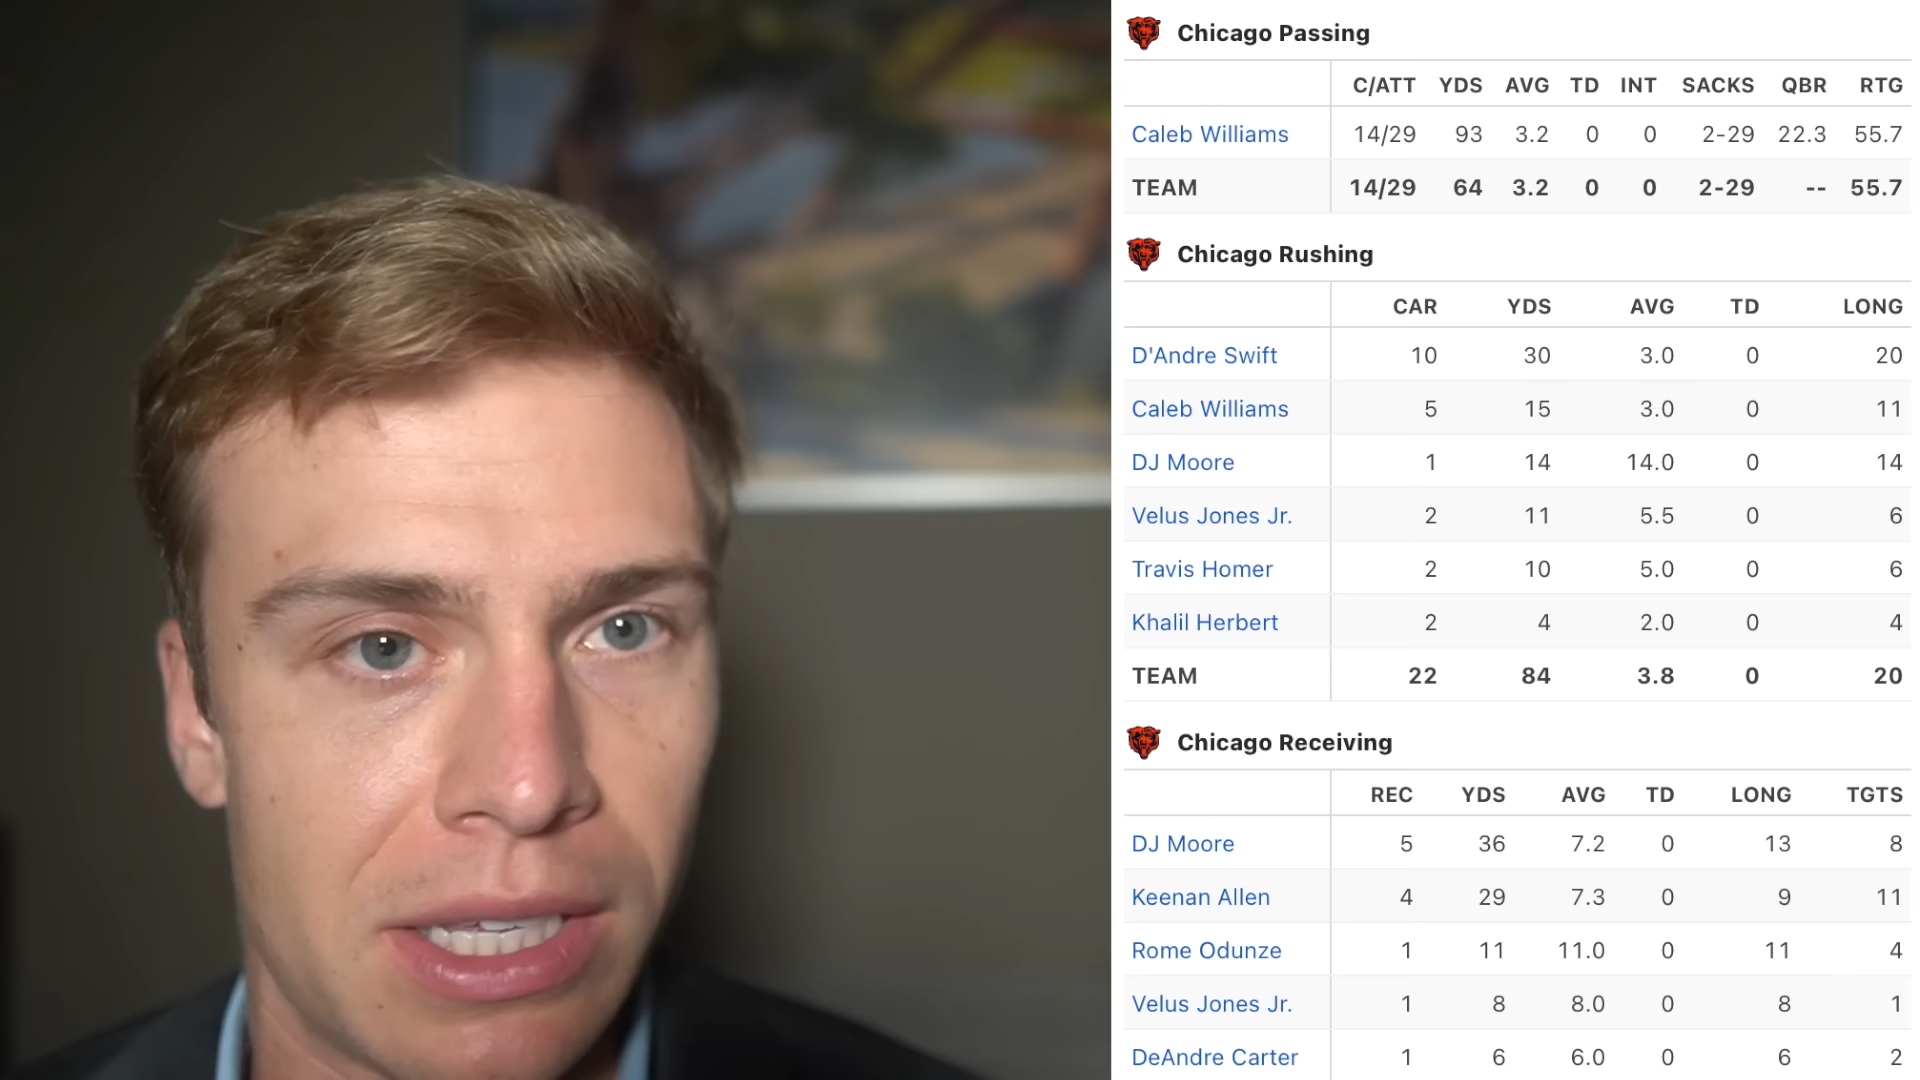 Chicago Passing
C/ATT YDS AVG TD INT SACKS QBR RTG
Caleb Williams 14/29 93 3.2 0 0 2-29 22.3 55.7
TEAM 14/29 64 3.2 0 0 2-29 -- 55.7
Chicago Rushing
CAR YDS AVG TD LONG
D'Andre Swift 10 30 3.0 0 20
Caleb Williams 5 15 3.0 0 11
DJ Moore 1 14 14.0 0 14
Velus Jones Jr. 2 11 5.5 0 6
Travis Homer 2 10 5.0 0 6
Khalil Herbert 2 4 2.0 0 4
TEAM 22 84 3.8 0 20
Chicago Receiving
REC YDS AVG TD LONG TGTS
DJ Moore 5 36 7.2 0 13 8
Keenan Allen 4 29 7.3 0 9 11
Rome Odunze 1 11 11.0 0 11 4
Velus Jones Jr. 1 8 8.0 0 8 1
DeAndre Carter 1 6 6.0 0 6 2